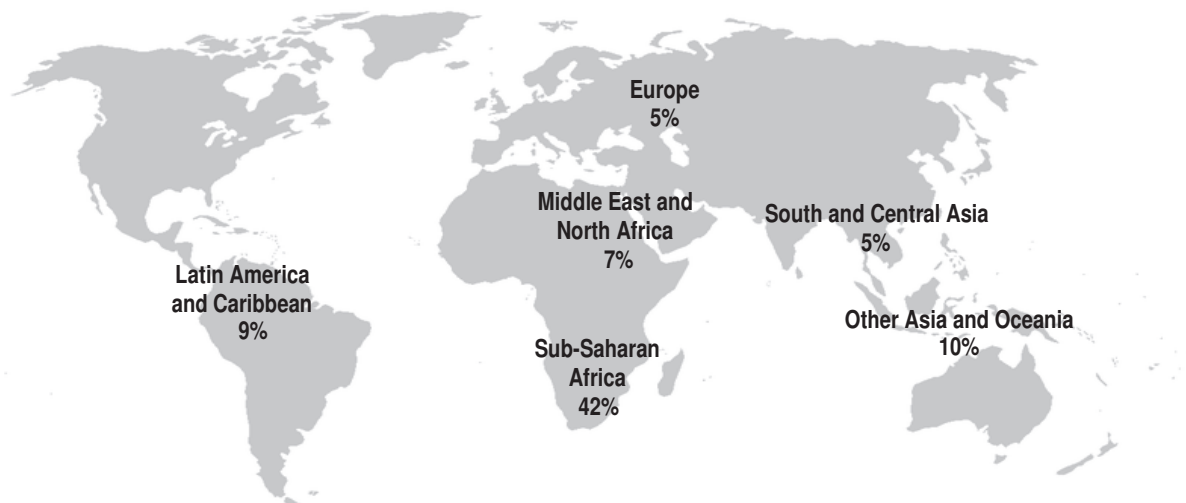 Europe
5%
Middle East and
North Africa
7%
South and Central Asia
5%
Latin America
and Caribbean
9%
Other Asia and Oceania
10%
Sub-Saharan
Africa
42%